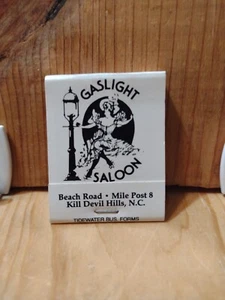 GASLIGHT
SALOON
Beach Road • Mile Post 8
Kill Devil Hills, N.C.
TIDEWATER BUS. FORMS